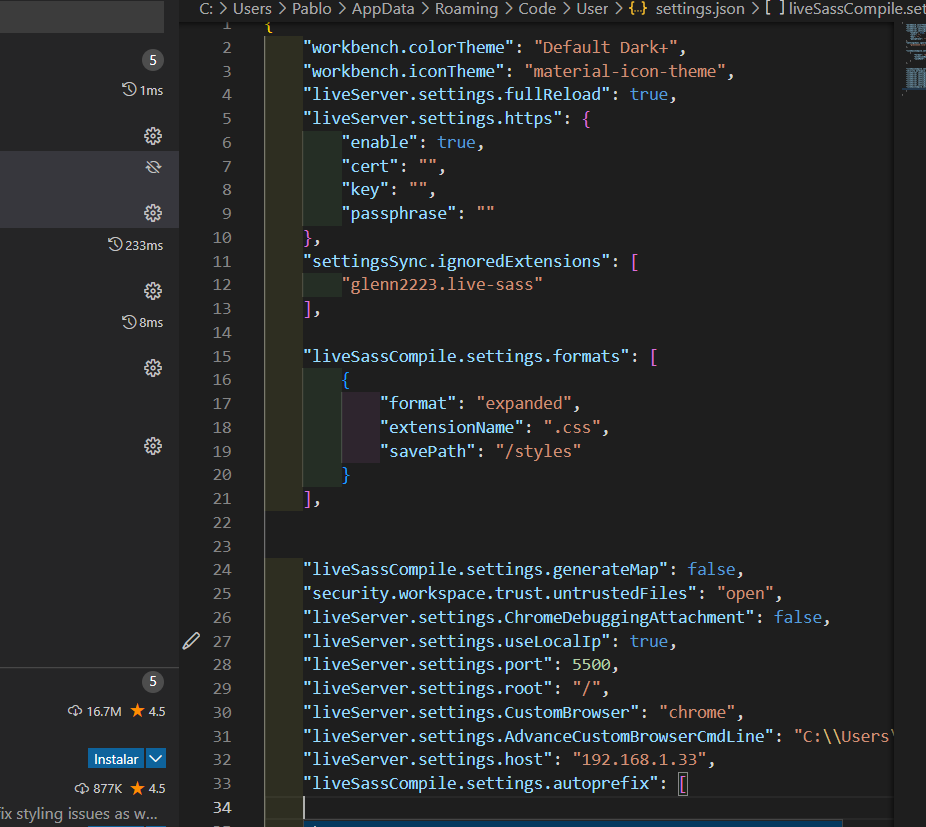 C: > Users > Pablo > AppData > Roaming > Code > User > {..} settings.json > [ ] liveSassCompile.set
5
1ms
233ms
8ms
5
16.7M ★ 4.5
Instalar
877K ★ 4.5
ix styling issues as w...
1 {
2 "workbench.colorTheme": "Default Dark+",
3 "workbench.iconTheme": "material-icon-theme",
4 "liveServer.settings.fullReload": true,
5 "liveServer.settings.https": {
6 "enable": true,
7 "cert": "",
8 "key": "",
9 "passphrase": ""
10 },
11 "settingsSync.ignoredExtensions": [
12 "glenn2223.live-sass"
13 ],
14
15 "liveSassCompile.settings.formats": [
16 {
17 "format": "expanded",
18 "extensionName": ".css",
19 "savePath": "/styles"
20 }
21 ],
22
23
24 "liveSassCompile.settings.generateMap": false,
25 "security.workspace.trust.untrustedFiles": "open",
26 "liveServer.settings.ChromeDebuggingAttachment": false,
27 "liveServer.settings.useLocalIp": true,
28 "liveServer.settings.port": 5500,
29 "liveServer.settings.root": "/",
30 "liveServer.settings.CustomBrowser": "chrome",
31 "liveServer.settings.AdvanceCustomBrowserCmdLine": "C:\\Users\
32 "liveServer.settings.host": "192.168.1.33",
33 "liveSassCompile.settings.autoprefix": [
34